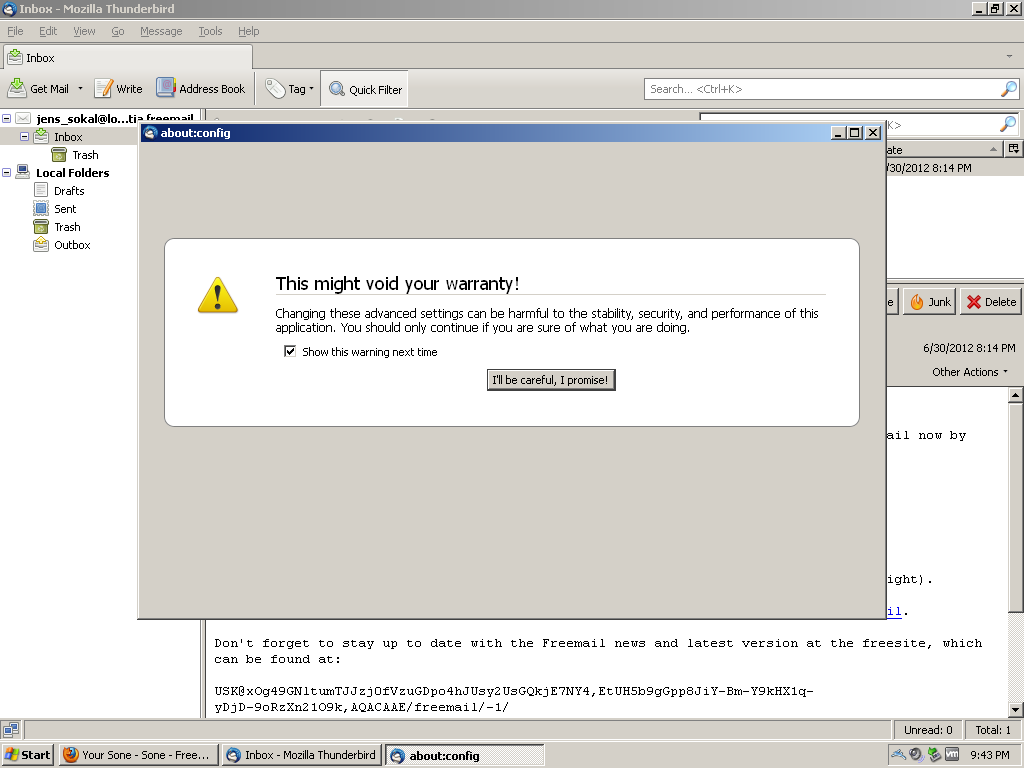 Inbox - Mozilla Thunderbird
File Edit View Go Message Tools Help
Inbox
Get Mail Write Address Book Tag Quick Filter Search... <Ctrl+K>
jens_sokal@lo...tia.freemail
Inbox
Trash
Local Folders
Drafts
Sent
Trash
Outbox
K>
ate
/30/2012 8:14 PM
about:config
This might void your warranty!
Changing these advanced settings can be harmful to the stability, security, and performance of this
application. You should only continue if you are sure of what you are doing.
Show this warning next time
I'll be careful, I promise!
e Junk Delete
6/30/2012 8:14 PM
Other Actions
ail now by
ight).
il.
Don't forget to stay up to date with the Freemail news and latest version at the freesite, which
can be found at:
USK@xOg49GNltumTJJzj0fVzuGDpo4hJUsy2UsGQkjE7NY4,EtUH5b9gGpp8JiY-Bm-Y9kHX1q-
yDjD-9oRzXn21O9k,AQACAAE/freemail/-1/
Unread: 0 Total: 1
Start Your Sone - Sone - Free... Inbox - Mozilla Thunderbird about:config 9:43 PM